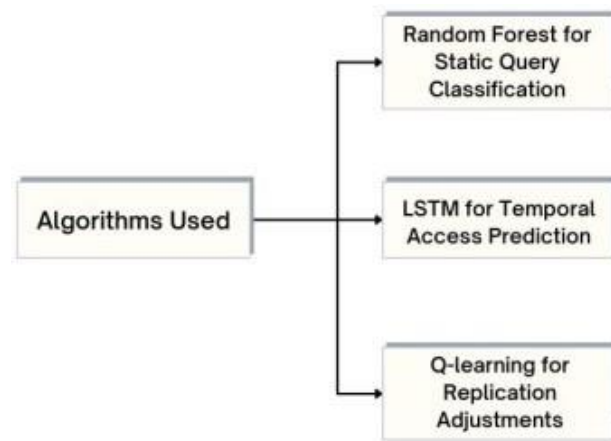 Random Forest for
Static Query
Classification
Algorithms Used
LSTM for Temporal
Access Prediction
Q-learning for
Replication
Adjustments